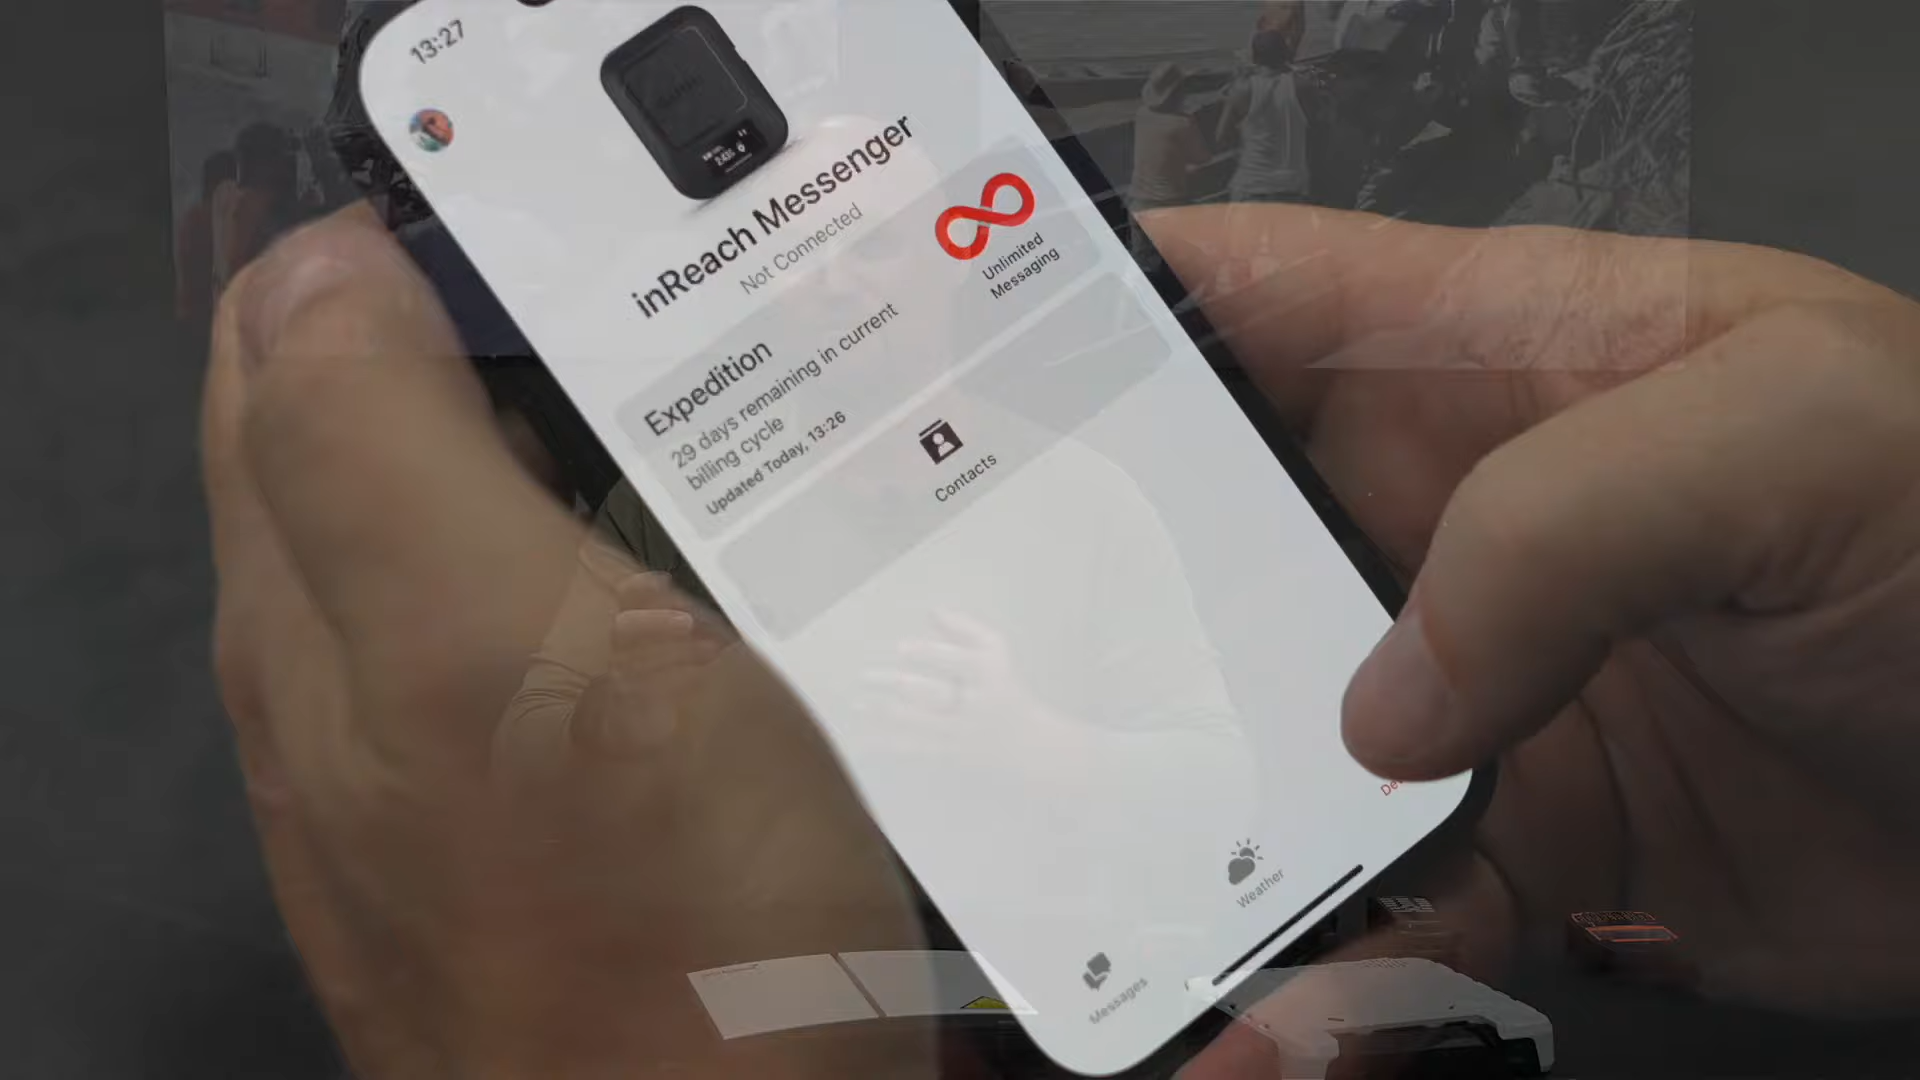 13:27
inReach Messenger
Not Connected
Unlimited
Messaging
Expedition
29 days remaining in current
billing cycle
Updated Today, 13:26
Contacts
Weather
Messages